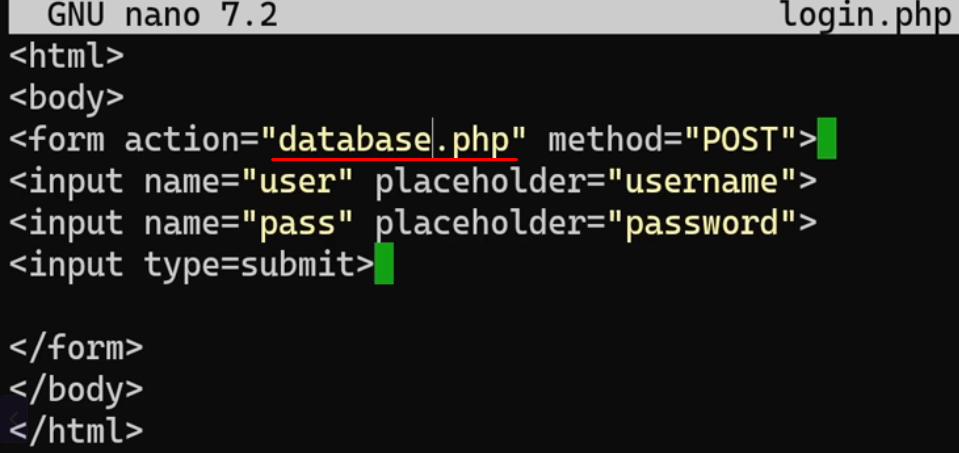 GNU nano 7.2 login.php
<html>
<body>
<form action="database.php" method="POST">
<input name="user" placeholder="username">
<input name="pass" placeholder="password">
<input type=submit>
</form>
</body>
</html>